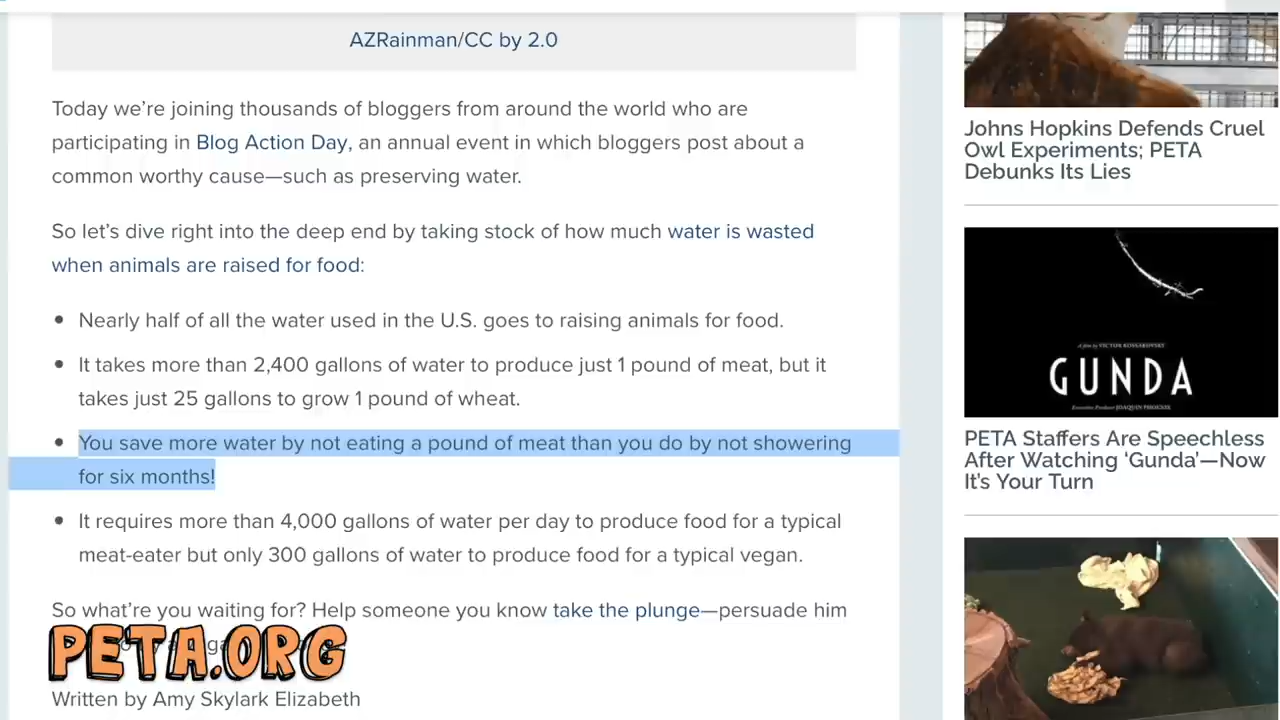 AZRainman/CC by 2.0
Today we’re joining thousands of bloggers from around the world who are
participating in Blog Action Day, an annual event in which bloggers post about a
common worthy cause—such as preserving water.
So let’s dive right into the deep end by taking stock of how much water is wasted
when animals are raised for food:
Nearly half of all the water used in the U.S. goes to raising animals for food.
It takes more than 2,400 gallons of water to produce just 1 pound of meat, but it
takes just 25 gallons to grow 1 pound of wheat.
You save more water by not eating a pound of meat than you do by not showering
for six months!
It requires more than 4,000 gallons of water per day to produce food for a typical
meat-eater but only 300 gallons of water to produce food for a typical vegan.
So what’re you waiting for? Help someone you know take the plunge—persuade him
PETA.ORG
Written by Amy Skylark Elizabeth
Johns Hopkins Defends Cruel
Owl Experiments; PETA
Debunks Its Lies
A film by VICTOR KOSSAKOVSKY
GUNDA
Executive Producer JOAQUIN PHOENIX
PETA Staffers Are Speechless
After Watching ‘Gunda’—Now
It’s Your Turn